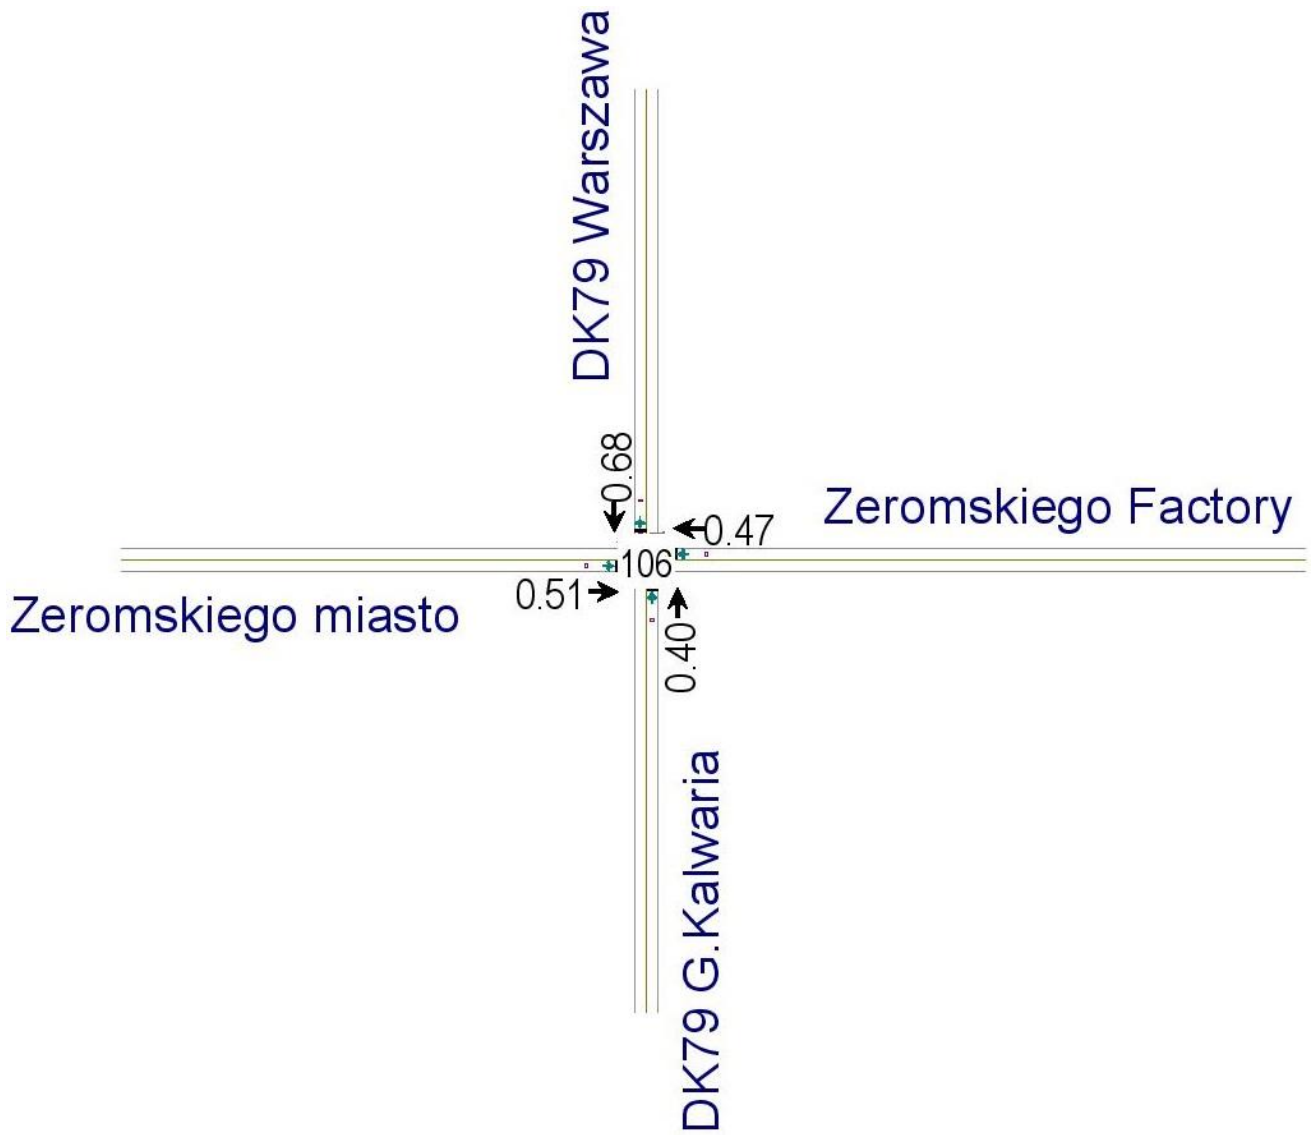 DK79 Warszawa
0.68
Zeromskiego Factory
0.47
106
0.51
Zeromskiego miasto
0.40
DK79 G.Kalwaria